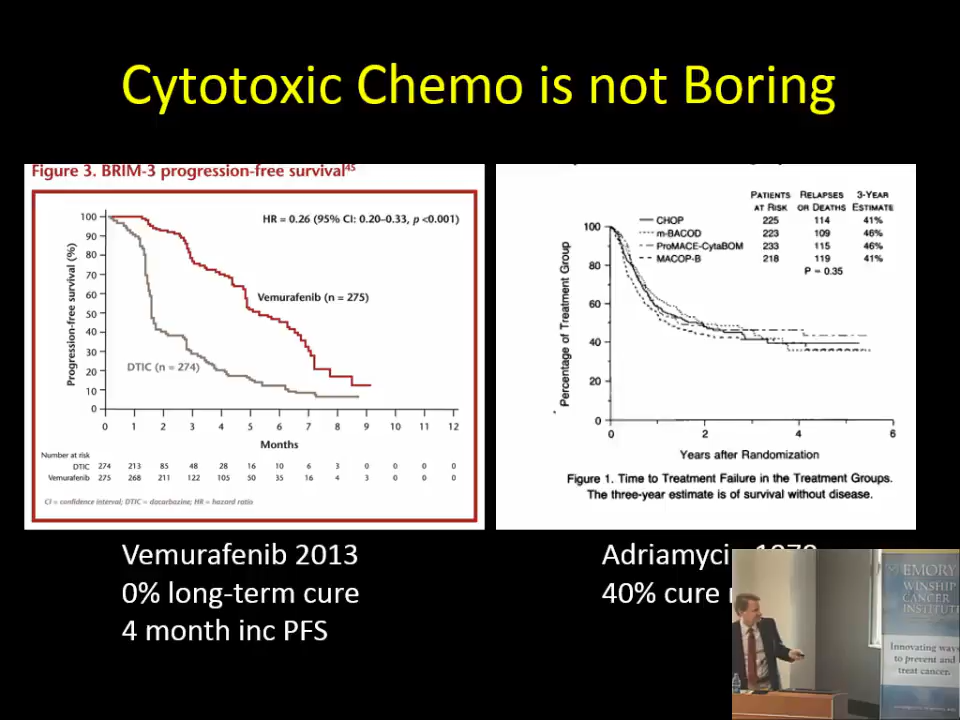 Cytotoxic Chemo is not Boring
Figure 3. BRIM-3 progression-free survival45
HR = 0.26 (95% CI: 0.20–0.33, p <0.001)
Progression-free survival (%)
100
90
80
70
60
50
40
30
20
10
0
Vemurafenib (n = 275)
DTIC (n = 274)
0 1 2 3 4 5 6 7 8 9 10 11 12
Months
Number at risk
DTIC 274 213 85 48 28 16 10 6 3 0 0 0 0
Vemurafenib 275 268 211 122 105 50 35 16 4 3 0 0 0
CI = confidence interval; DTIC = dacarbazine; HR = hazard ratio
PATIENTS AT RISK RELAPSES OR DEATHS 3-YEAR ESTIMATE
CHOP 225 114 41%
m-BACOD 223 109 46%
ProMACE-CytaBOM 233 115 46%
MACOP-B 218 119 41%
P = 0.35
Percentage of Treatment Group
100
80
60
40
20
0
0 2 4 6
Years after Randomization
Figure 1. Time to Treatment Failure in the Treatment Groups.
The three-year estimate is of survival without disease.
Vemurafenib 2013
0% long-term cure
4 month inc PFS
40% cure
EMORY
WINSHIP
CANCER
INSTITUTE
Innovating ways
to prevent and
treat cancer.